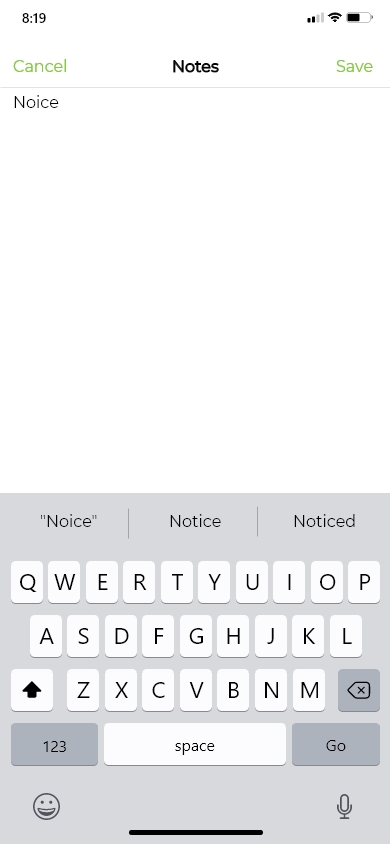 8:19
Cancel Notes Save
Noice
"Noice" Notice Noticed
Q W E R T Y U I O P
A S D F G H J K L
Z X C V B N M
123 space Go